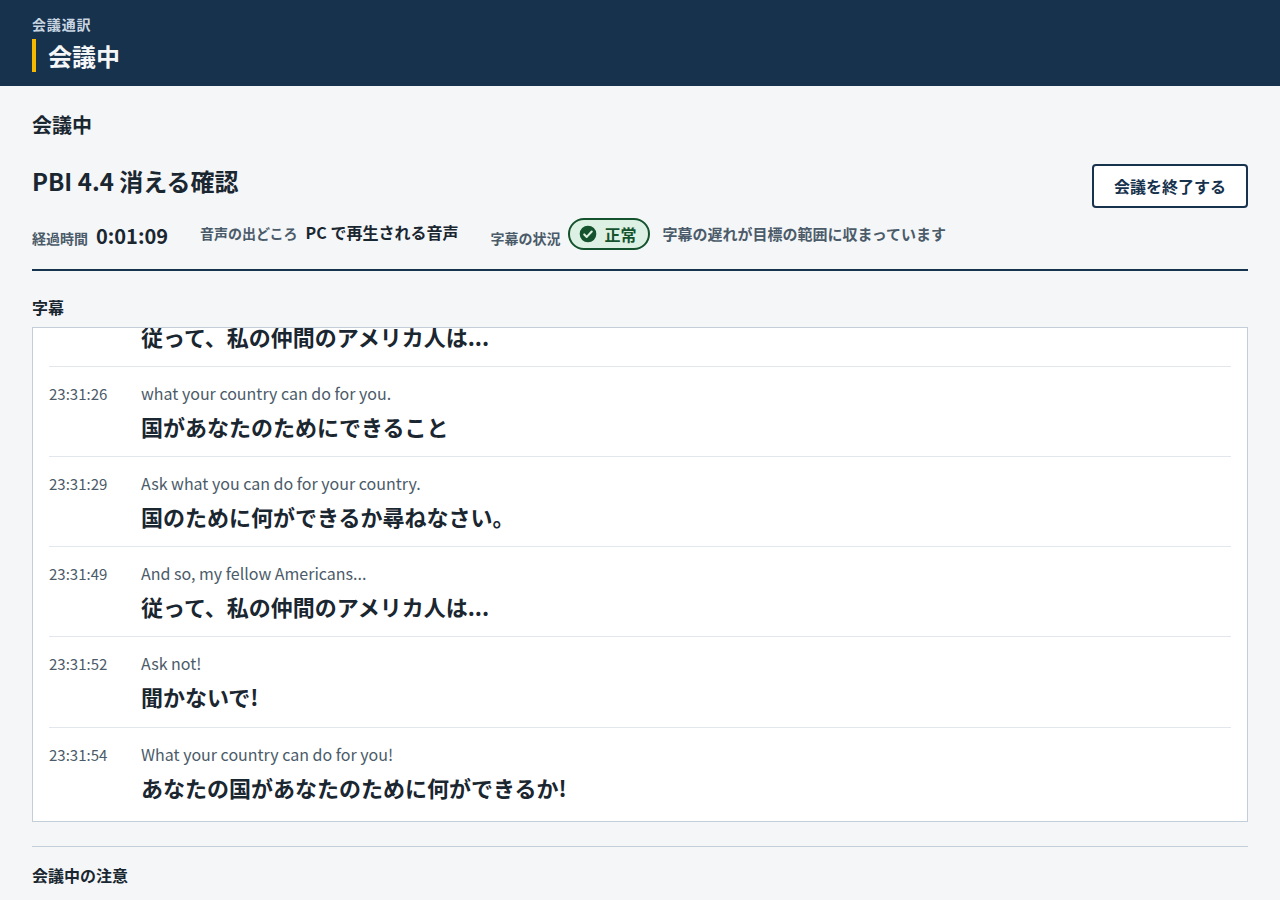 会議通訳
会議中
会議中
PBI 4.4 消える確認
会議を終了する
経過時間 0:01:09 音声の出どころ PC で再生される音声 字幕の状況 正常 字幕の遅れが目標の範囲に収まっています
字幕
従って、私の仲間のアメリカ人は...
23:31:26 what your country can do for you.
国があなたのためにできること
23:31:29 Ask what you can do for your country.
国のために何ができるか尋ねなさい。
23:31:49 And so, my fellow Americans...
従って、私の仲間のアメリカ人は...
23:31:52 Ask not!
聞かないで!
23:31:54 What your country can do for you!
あなたの国があなたのために何ができるか!
会議中の注意